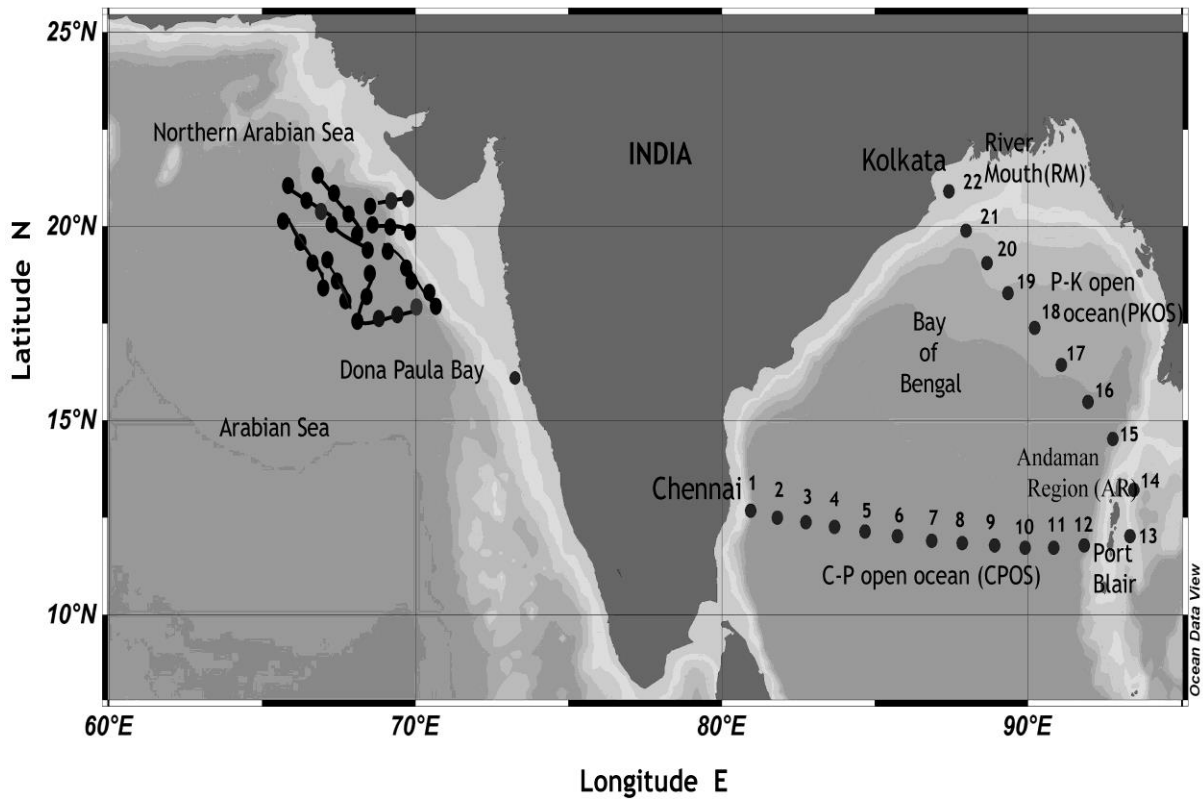 25°N
Northern Arabian Sea
INDIA
Kolkata
River
Mouth(RM)
22
21
20°N
20
19
P-K open
ocean(PKOS)
18
Bay
of
Bengal
17
Dona Paula Bay
16
15°N
Arabian Sea
15
Andaman
Region (AR)
14
Chennai
1
2
3
4
5
6
7
8
9
10
11
12
13
Port
Blair
C-P open ocean (CPOS)
10°N
60°E
70°E
80°E
90°E
Latitude N
Longitude E
Ocean Data View